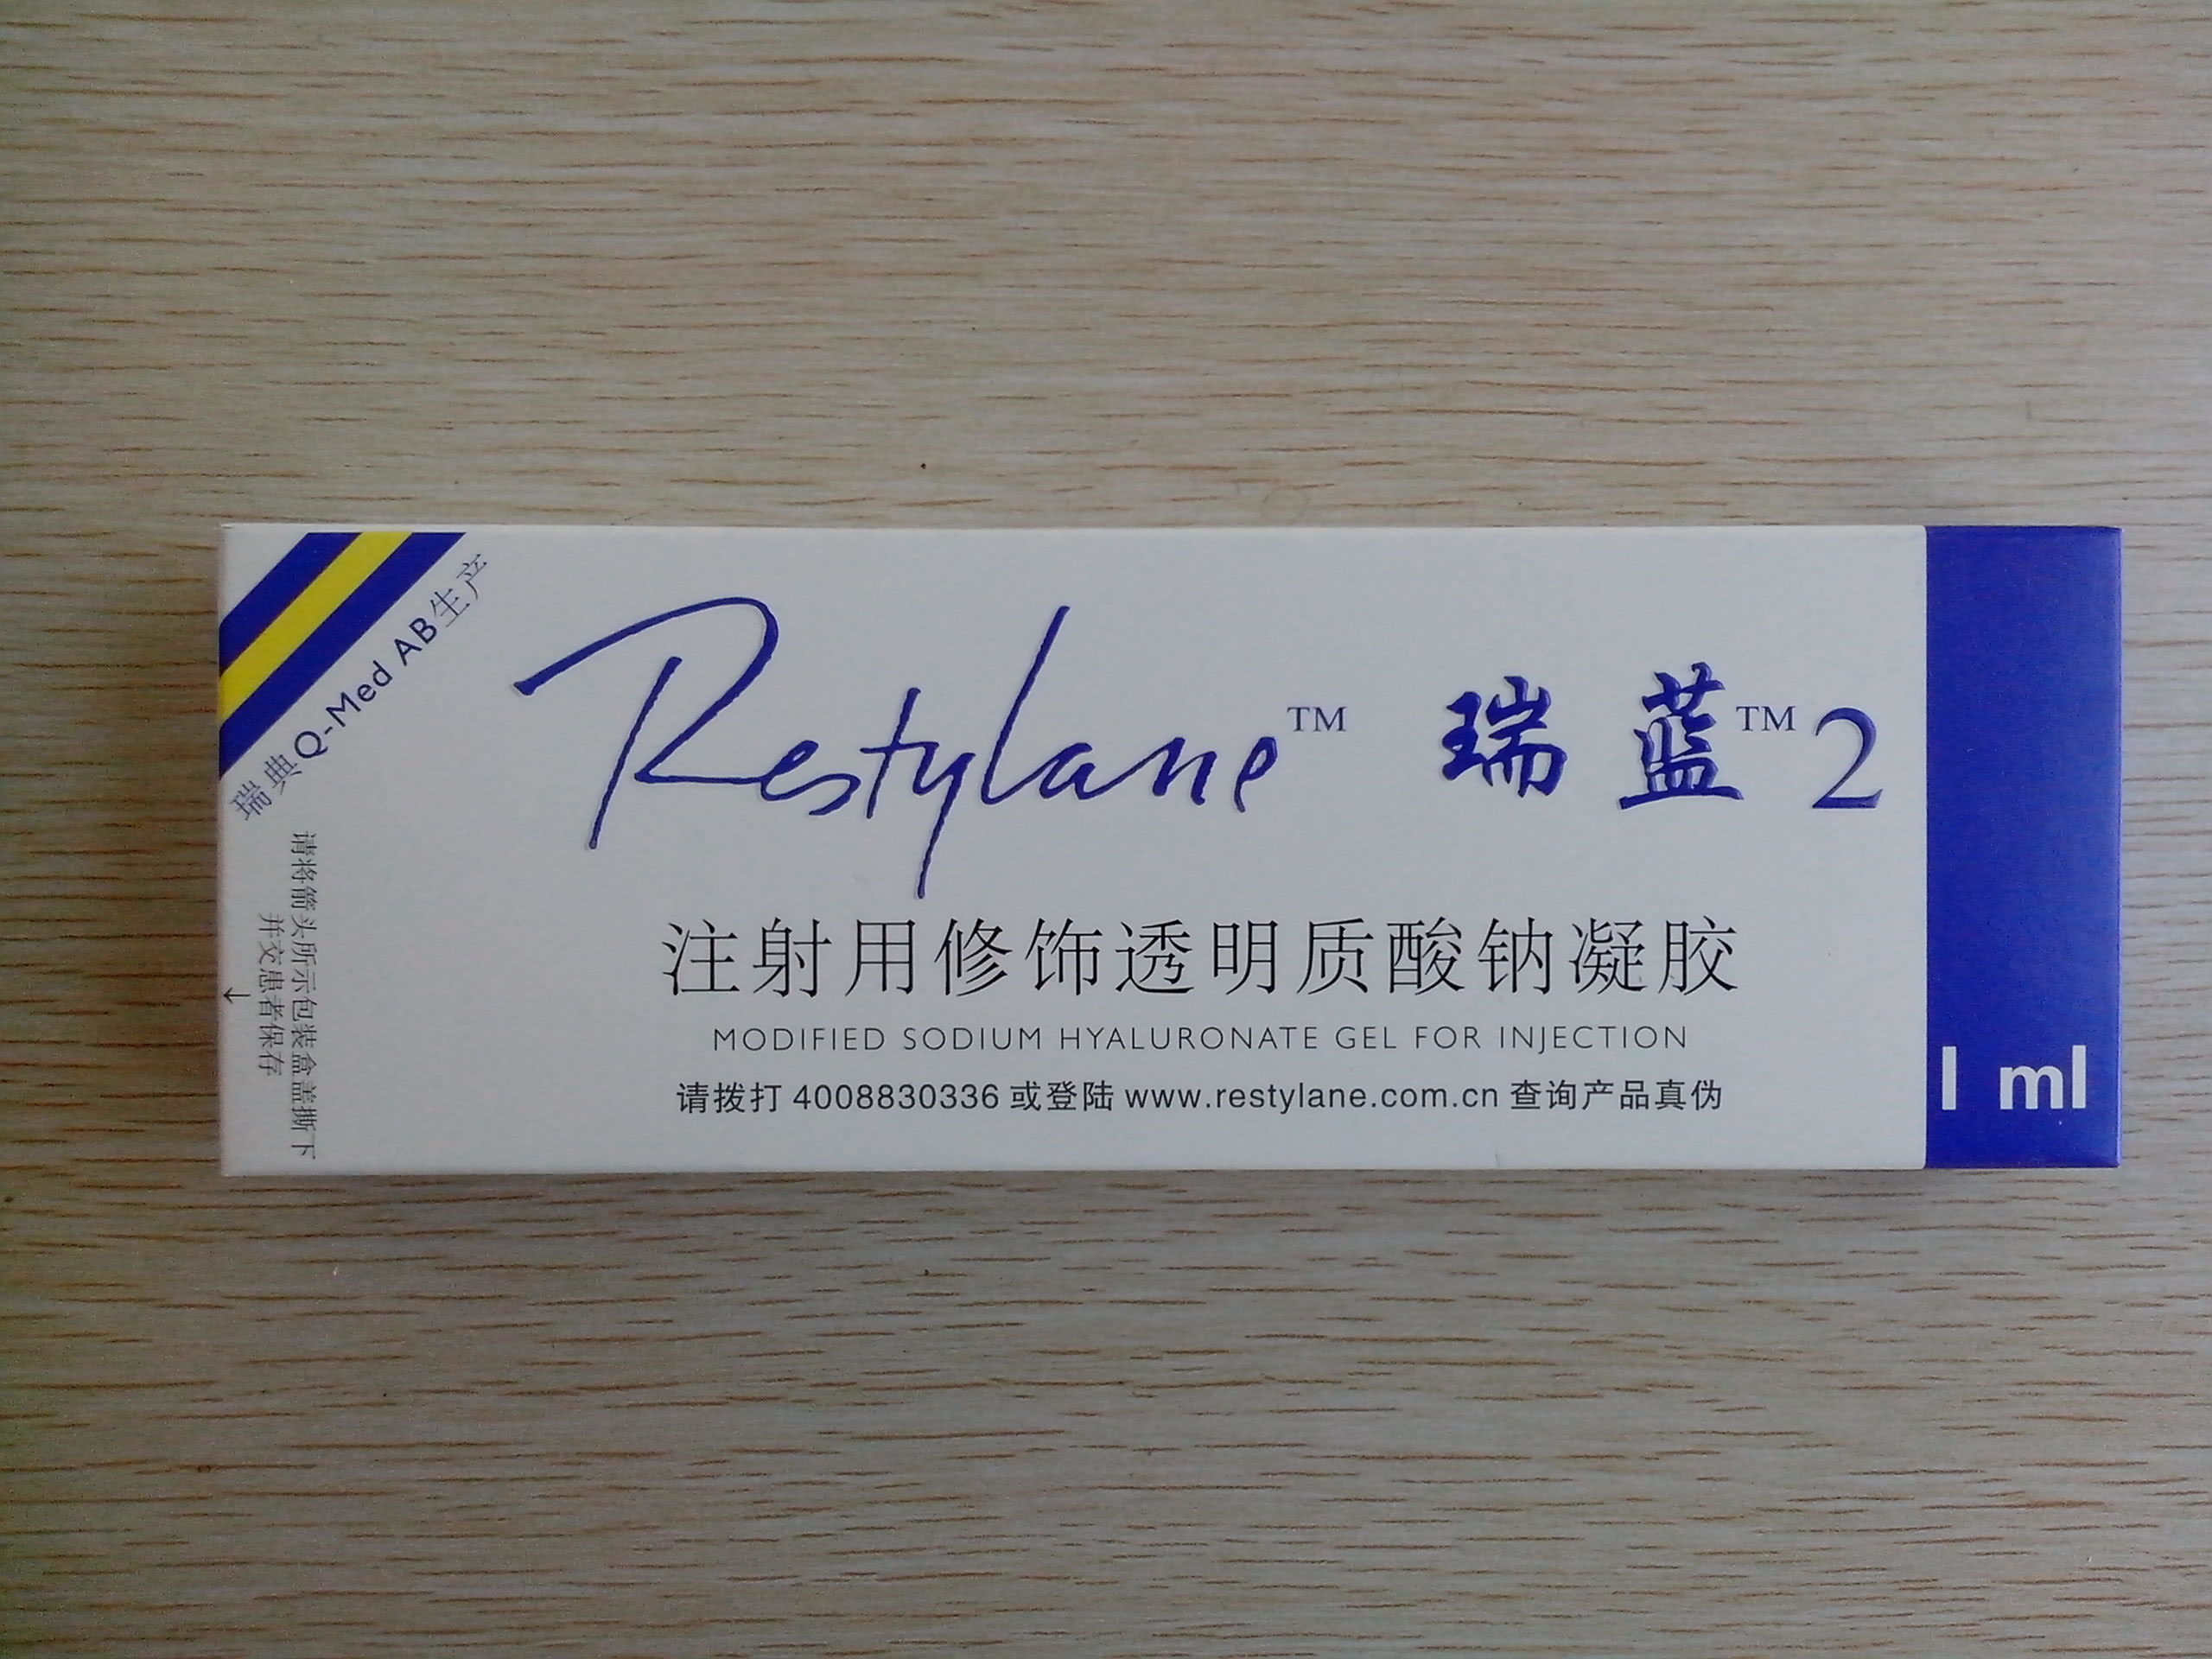 瑞典Q-Med AB生产
Restylane™ 瑞蓝™2
注射用修饰透明质酸钠凝胶
MODIFIED SODIUM HYALURONATE GEL FOR INJECTION
请拨打 4008830336 或登陆 www.restylane.com.cn 查询产品真伪
1 ml
请将箭头所示包装盒盖撕下
并交患者保存
↓